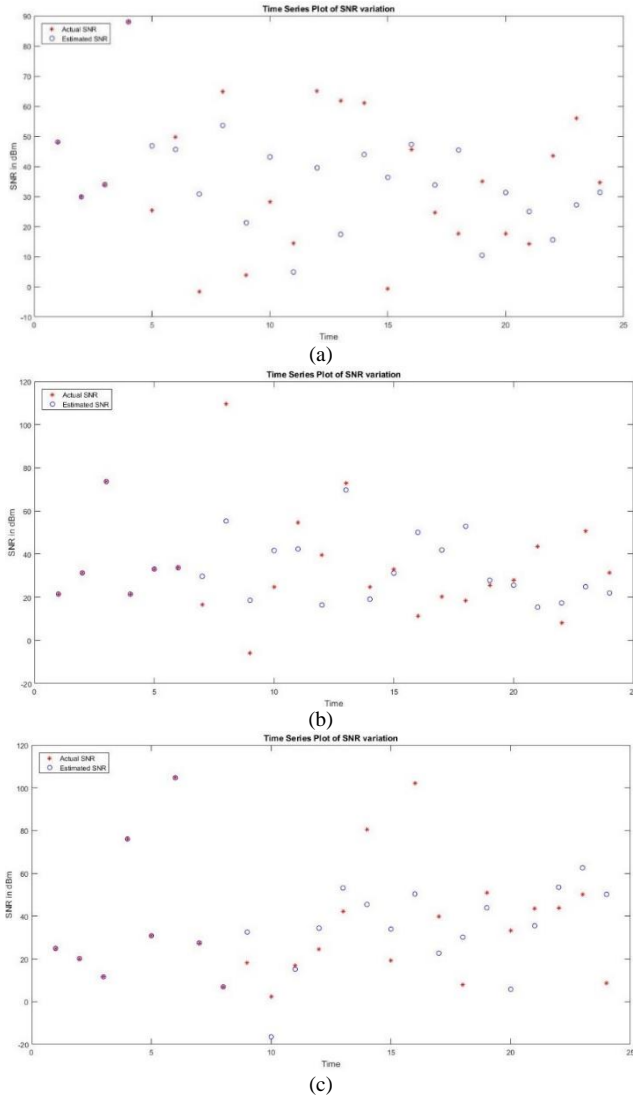 Time Series Plot of SNR variation
Actual SNR
Estimated SNR
90
80
70
60
50
40
30
20
10
0
-10
SNR in dBm
0 5 10 15 20 25
Time
(a)
Time Series Plot of SNR variation
Actual SNR
Estimated SNR
120
100
80
60
40
20
0
-20
SNR in dBm
0 5 10 15 20 25
Time
(b)
Time Series Plot of SNR variation
Actual SNR
Estimated SNR
120
100
80
60
40
20
0
-20
SNR in dBm
0 5 10 15 20 25
Time
(c)